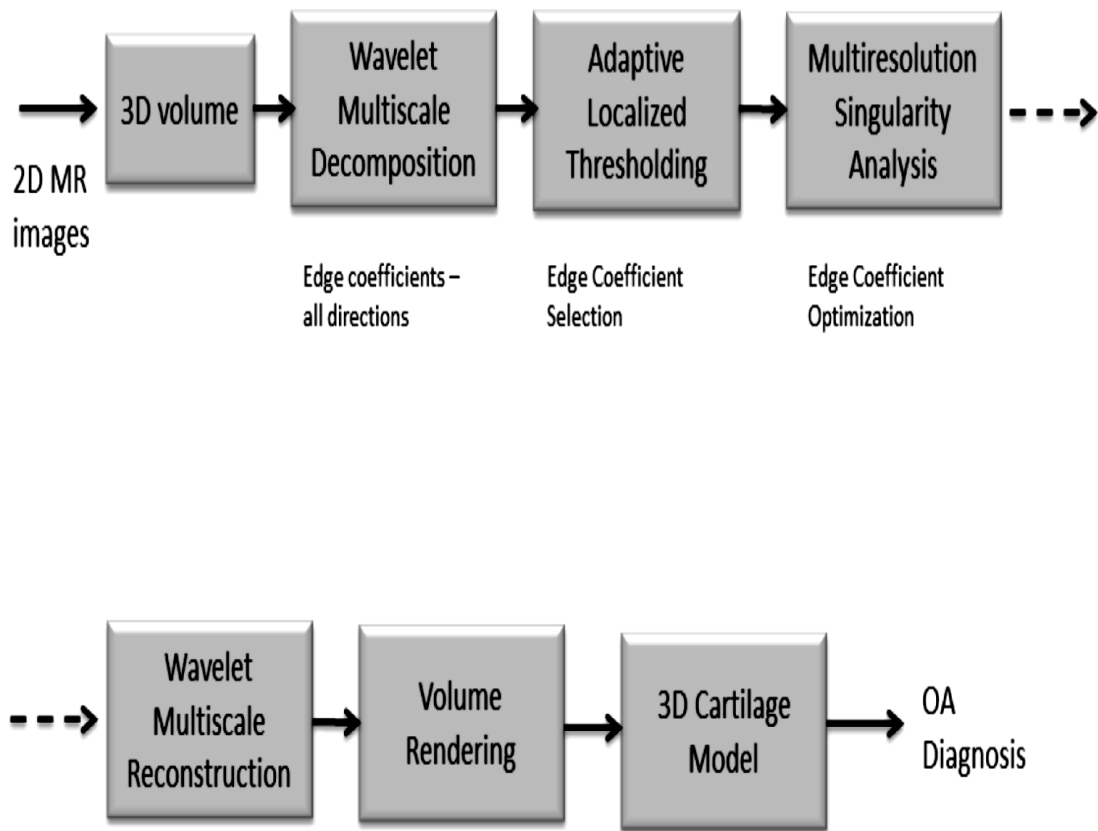 2D MR
images
3D volume
Wavelet
Multiscale
Decomposition
Edge coefficients –
all directions
Adaptive
Localized
Thresholding
Edge Coefficient
Selection
Multiresolution
Singularity
Analysis
Edge Coefficient
Optimization
Wavelet
Multiscale
Reconstruction
Volume
Rendering
3D Cartilage
Model
OA
Diagnosis